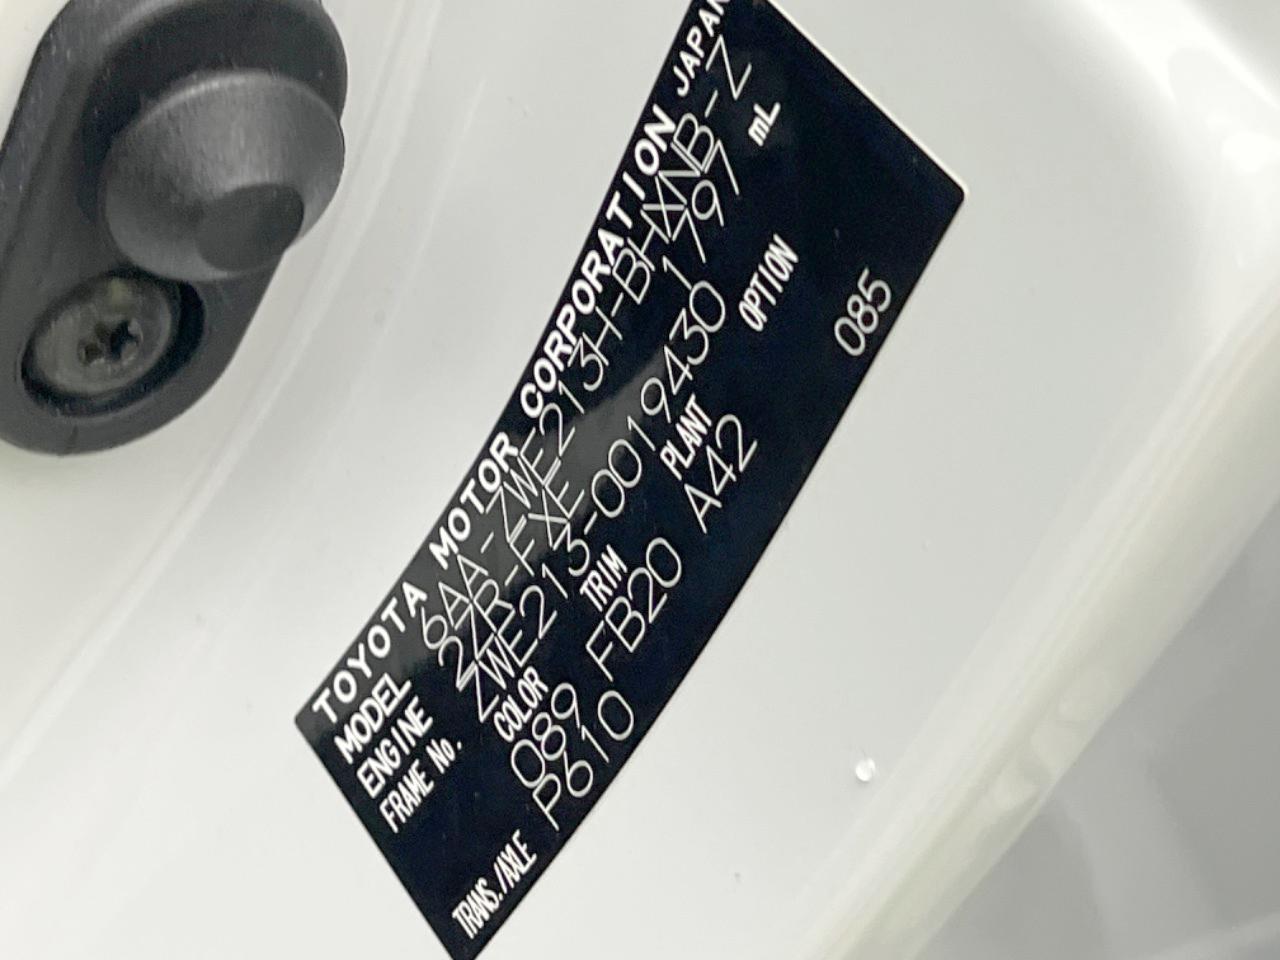 TOYOTA MOTOR CORPORATION JAPAN
MODEL 6AA-ZWE213H-BHXNB-Z
ENGINE 2ZR-FXE 1797 mL
FRAME No. ZWE213-0019430
COLOR TRIM PLANT OPTION
089 FB20 A42 085
TRANS./AXLE P610